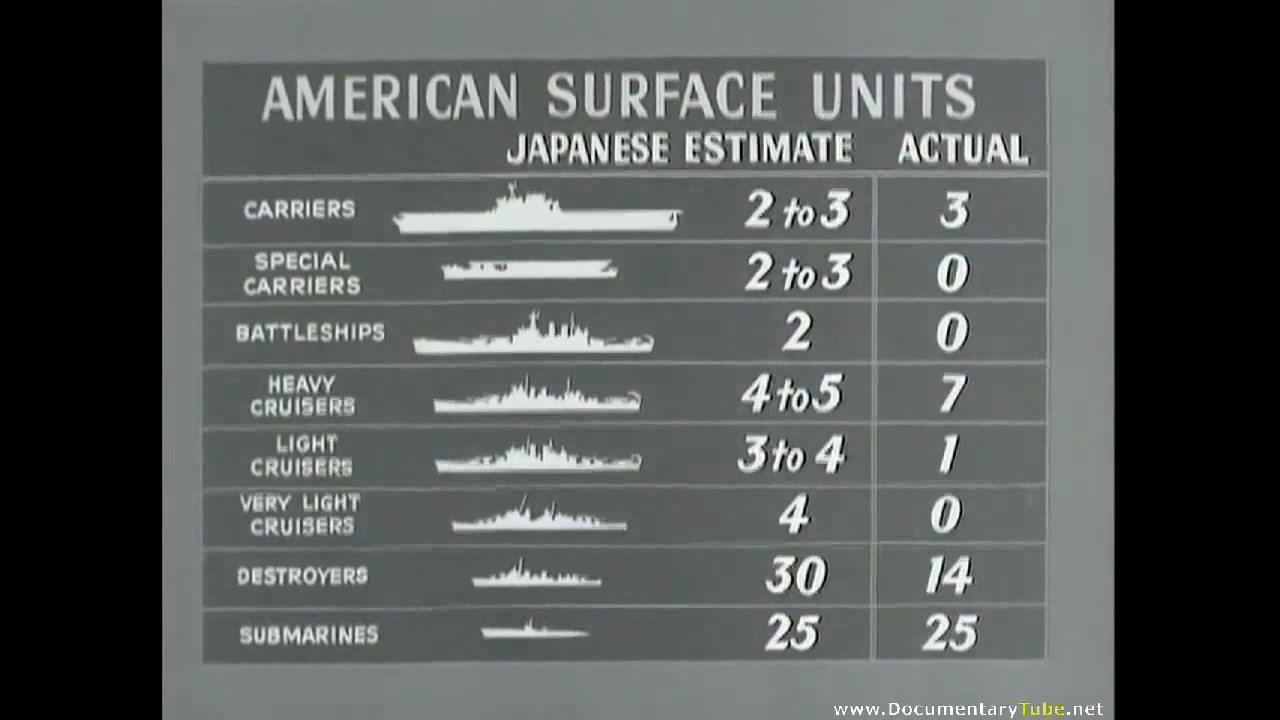 AMERICAN SURFACE UNITS
JAPANESE ESTIMATE ACTUAL
CARRIERS 2 to 3 3
SPECIAL
CARRIERS 2 to 3 0
BATTLESHIPS 2 0
HEAVY
CRUISERS 4 to 5 7
LIGHT
CRUISERS 3 to 4 1
VERY LIGHT
CRUISERS 4 0
DESTROYERS 30 14
SUBMARINES 25 25
www.DocumentaryTube.net